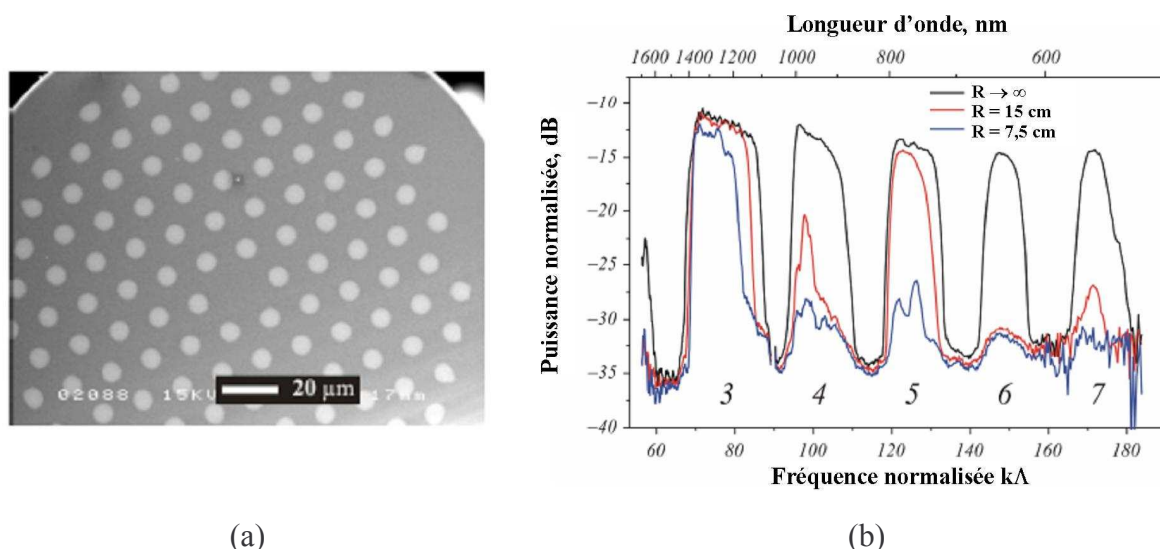 02088 15KV
20 μm
17mm
Longueur d'onde, nm
1600 1400 1200 1000 800 600
Puissance normalisée, dB
-10
-15
-20
-25
-30
-35
-40
R → ∞
R = 15 cm
R = 7,5 cm
3 4 5 6 7
60 80 100 120 140 160 180
Fréquence normalisée kΛ
(a)
(b)